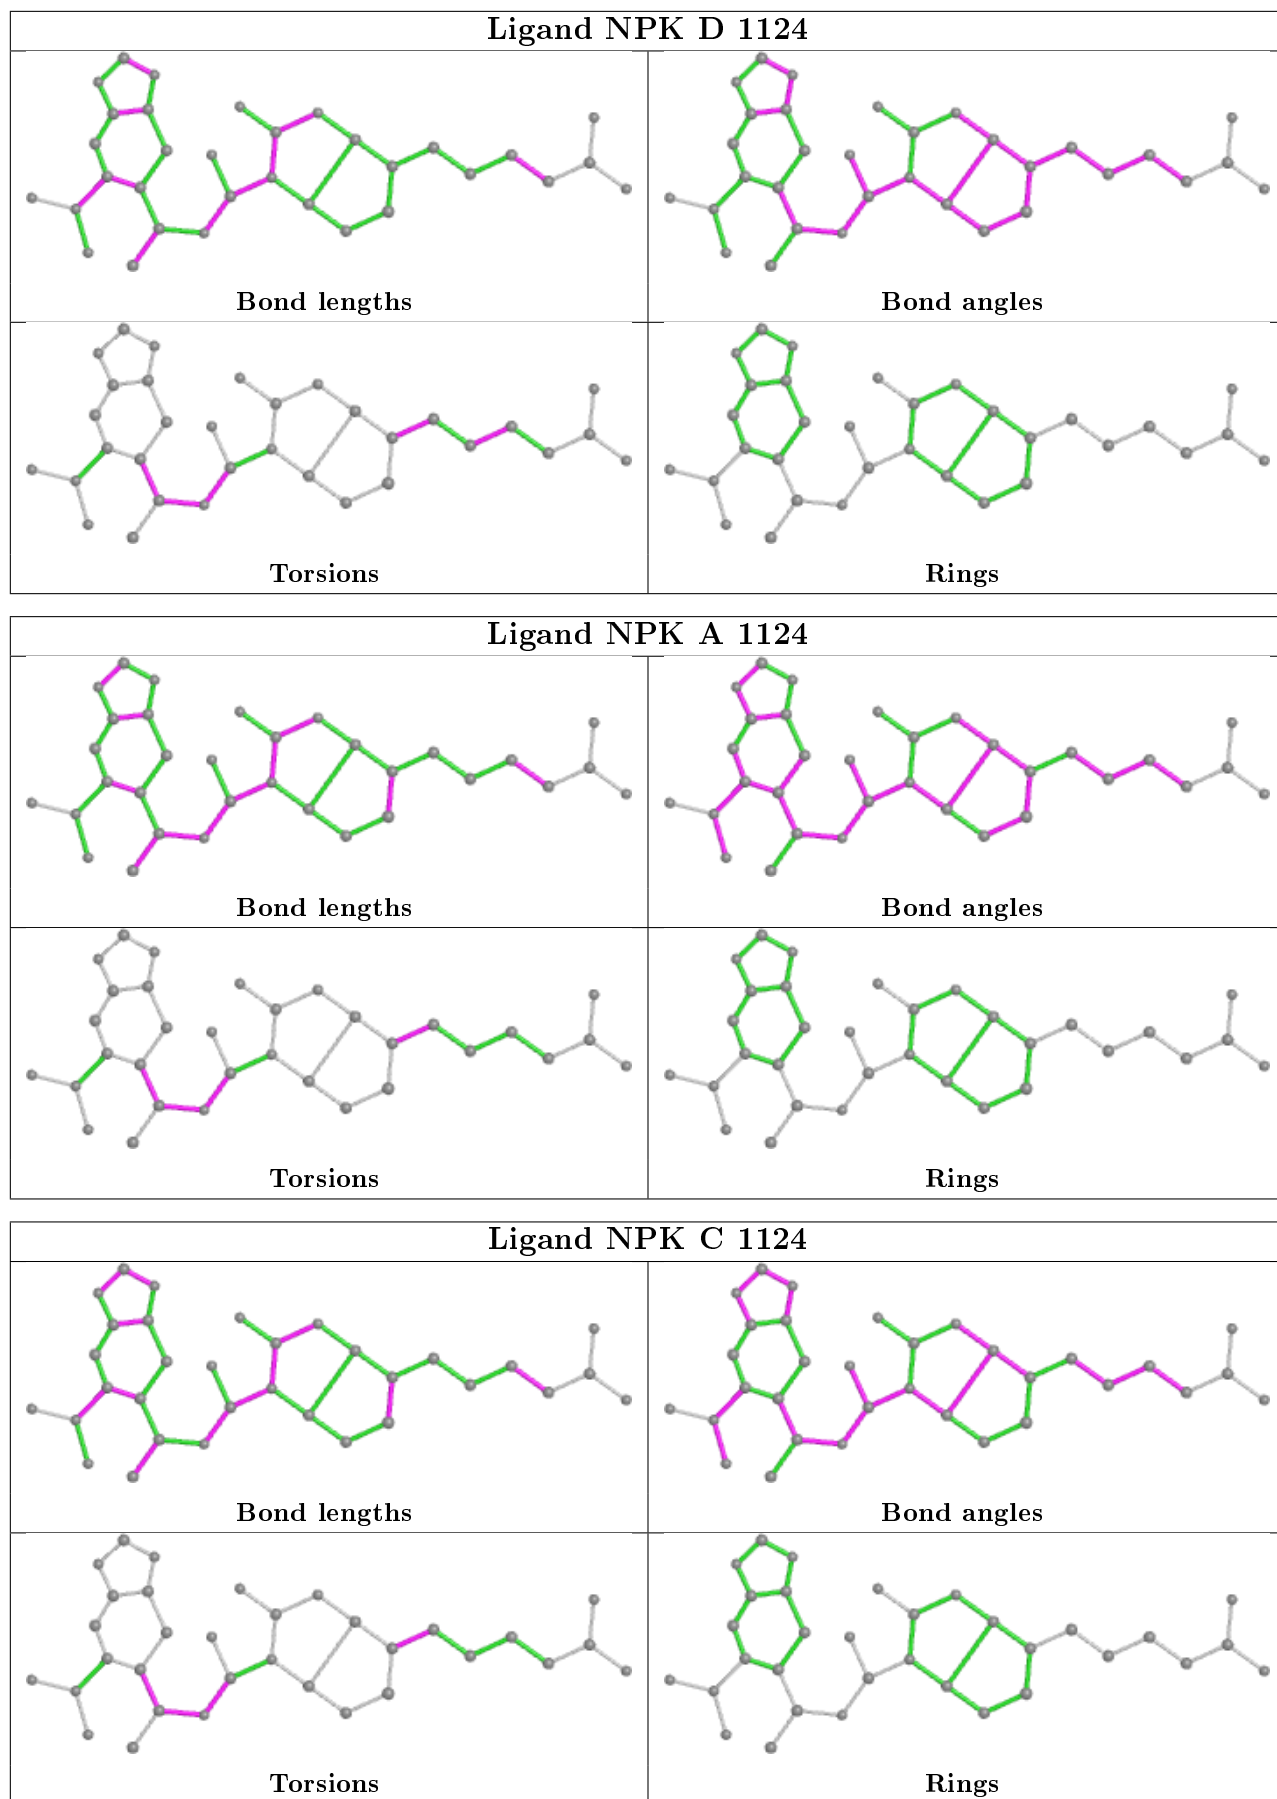 Ligand NPK D 1124
Bond lengths
Bond angles
Torsions
Rings
Ligand NPK A 1124
Bond lengths
Bond angles
Torsions
Rings
Ligand NPK C 1124
Bond lengths
Bond angles
Torsions
Rings